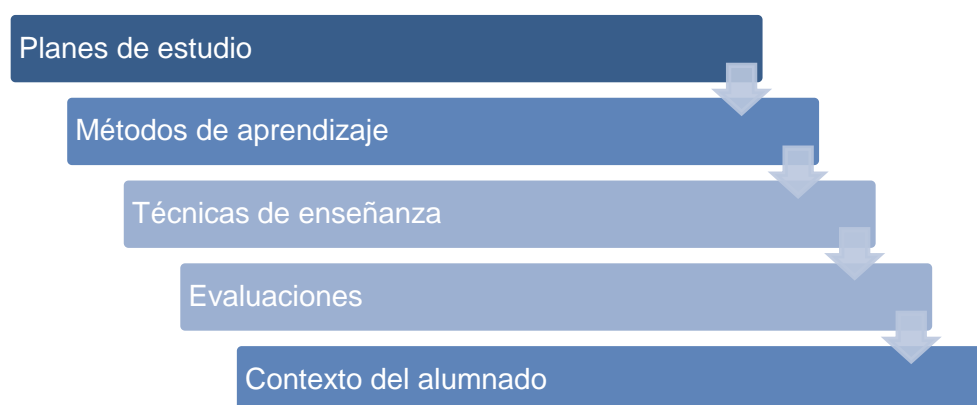 Planes de estudio
Métodos de aprendizaje
Técnicas de enseñanza
Evaluaciones
Contexto del alumnado